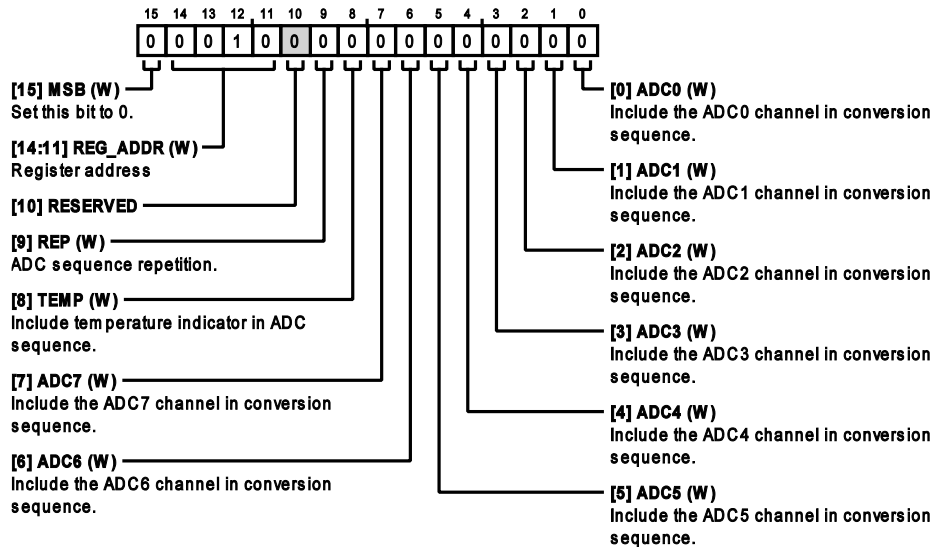 15 14 13 12 11 10 9 8 7 6 5 4 3 2 1 0
0 0 0 1 0 0 0 0 0 0 0 0 0 0 0 0
[15] MSB (W)
Set this bit to 0.
[14:11] REG_ADDR (W)
Register address
[10] RESERVED
[9] REP (W)
ADC sequence repetition.
[8] TEMP (W)
Include temperature indicator in ADC
sequence.
[7] ADC7 (W)
Include the ADC7 channel in conversion
sequence.
[6] ADC6 (W)
Include the ADC6 channel in conversion
sequence.
[0] ADC0 (W)
Include the ADC0 channel in conversion
sequence.
[1] ADC1 (W)
Include the ADC1 channel in conversion
sequence.
[2] ADC2 (W)
Include the ADC2 channel in conversion
sequence.
[3] ADC3 (W)
Include the ADC3 channel in conversion
sequence.
[4] ADC4 (W)
Include the ADC4 channel in conversion
sequence.
[5] ADC5 (W)
Include the ADC5 channel in conversion
sequence.